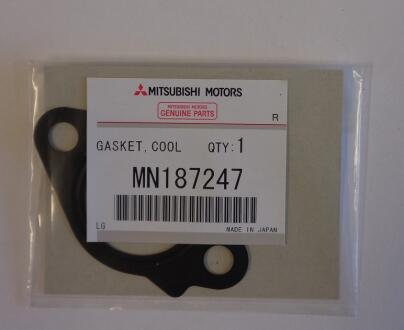 MITSUBISHI MOTORS
MITSUBISHI MOTORS
GENUINE PARTS
R
GASKET, COOL QTY: 1
MN187247
LG MADE IN JAPAN